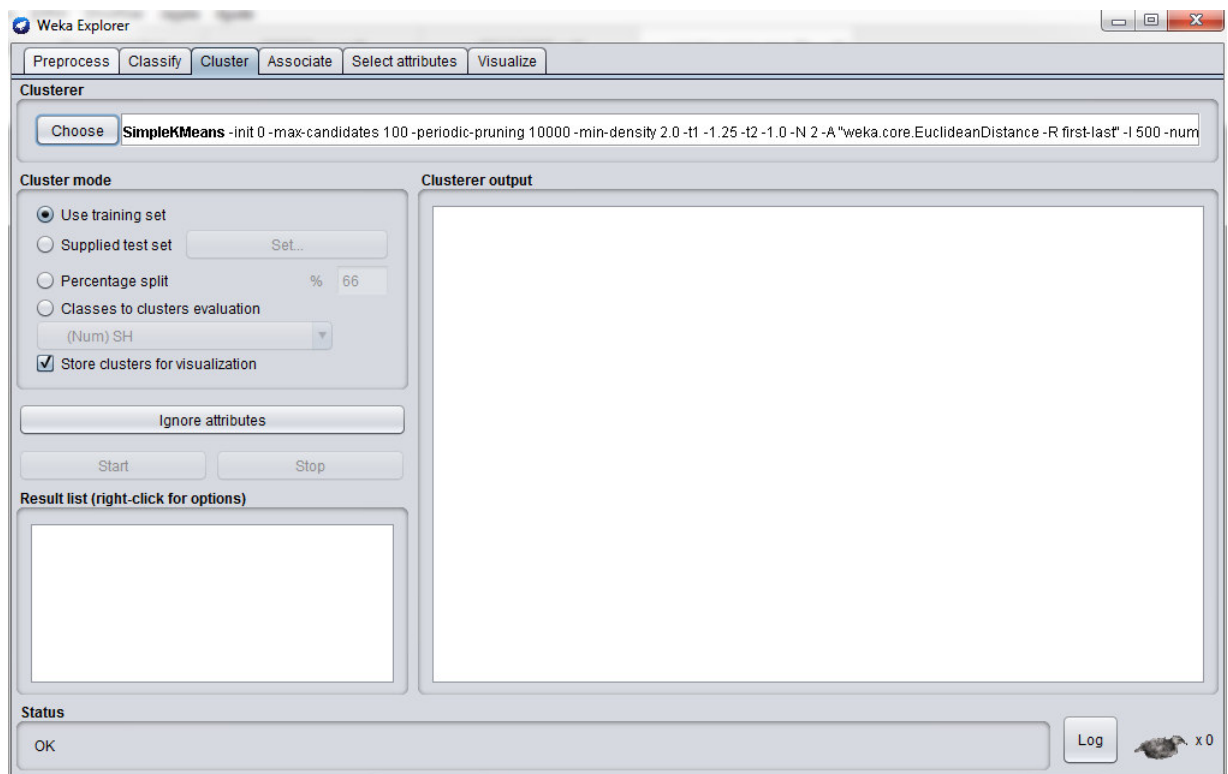 Weka Explorer
Preprocess Classify Cluster Associate Select attributes Visualize
Clusterer
Choose SimpleKMeans -init 0 -max-candidates 100 -periodic-pruning 10000 -min-density 2.0 -t1 -1.25 -t2 -1.0 -N 2 -A "weka.core.EuclideanDistance -R first-last" -I 500 -num
Cluster mode
Use training set
Supplied test set Set...
Percentage split % 66
Classes to clusters evaluation
(Num) SH
Store clusters for visualization
Ignore attributes
Start Stop
Result list (right-click for options)
Clusterer output
Status
OK
Log x 0